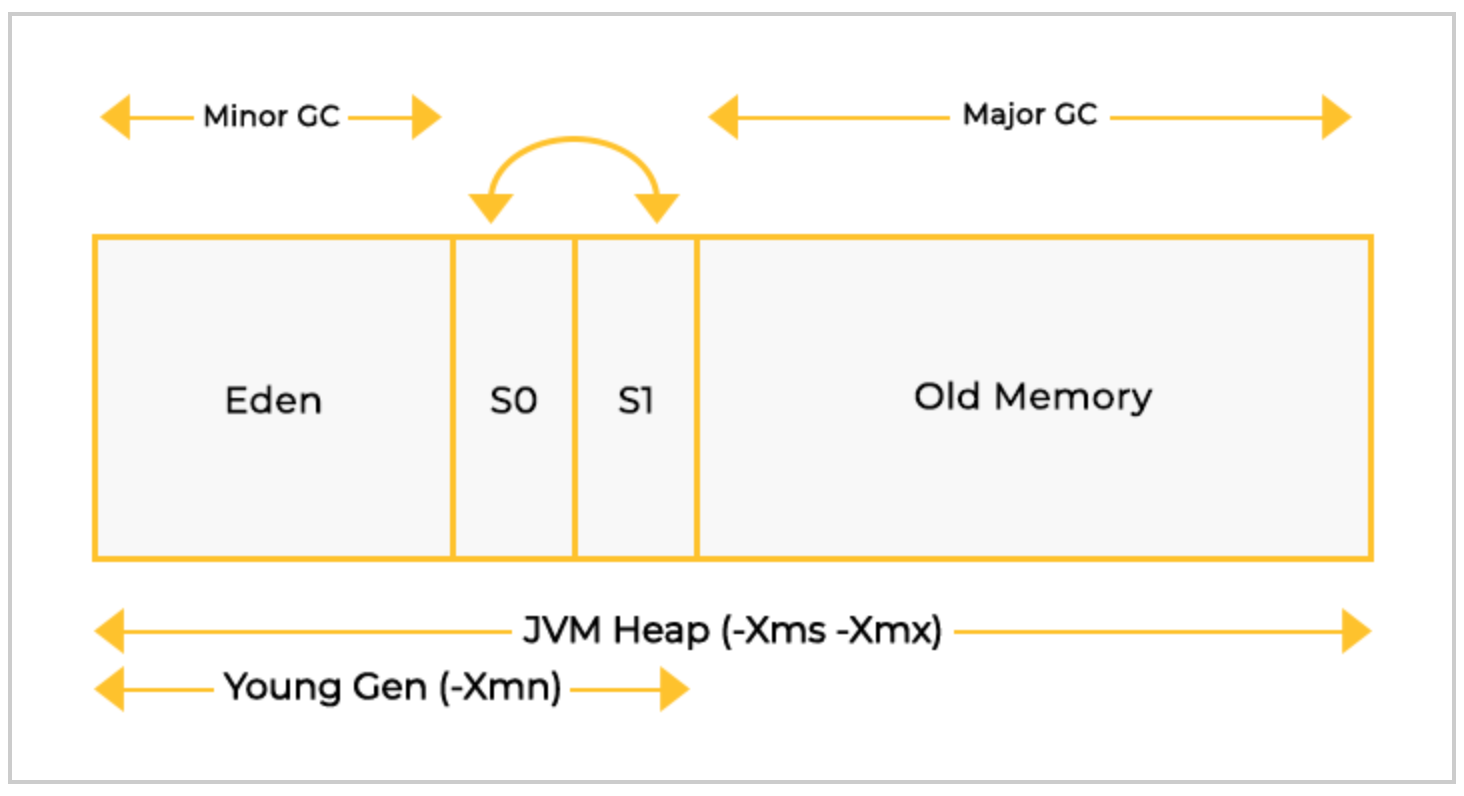 Minor GC
Major GC
Eden
S0
S1
Old Memory
JVM Heap (-Xms -Xmx)
Young Gen (-Xmn)